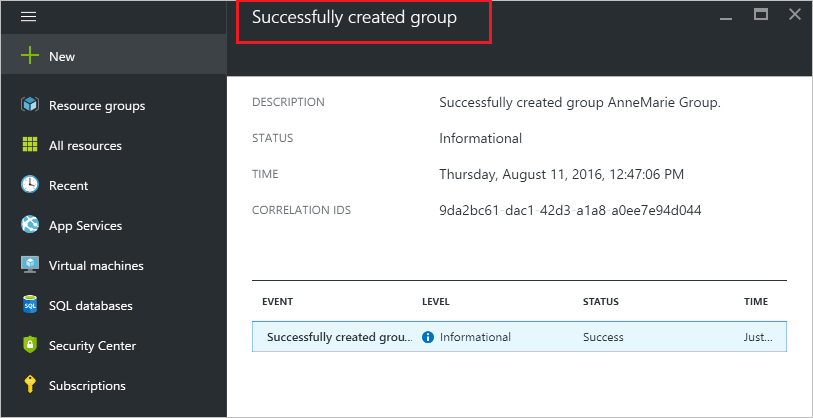 Successfully created group
New
Resource groups
All resources
Recent
App Services
Virtual machines
SQL databases
Security Center
Subscriptions
DESCRIPTION Successfully created group AnneMarie Group.
STATUS Informational
TIME Thursday, August 11, 2016, 12:47:06 PM
CORRELATION IDS 9da2bc61-dac1-42d3-a1a8-a0ee7e94d044
EVENT LEVEL STATUS TIME
Successfully created grou... Informational Success Just...